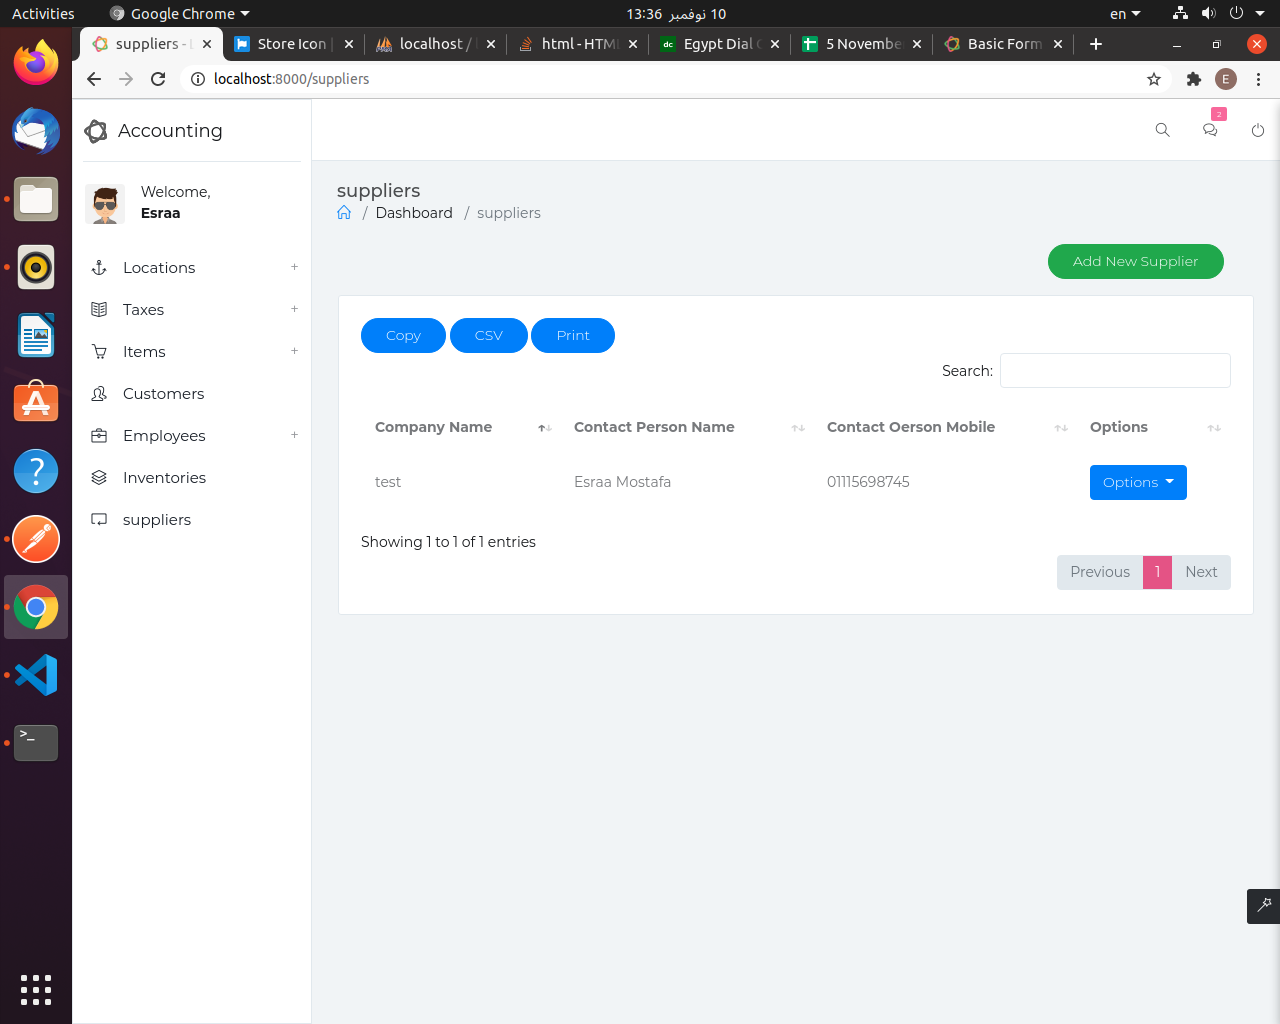 Activities
Google Chrome
10 نوفمبر 13:36
en
suppliers - L
Store Icon |
localhost /
html - HTML
Egypt Dial C
5 Novembe
Basic Form
localhost:8000/suppliers
E
Accounting
2
Welcome,
Esraa
Locations +
Taxes +
Items +
Customers
Employees +
Inventories
suppliers
suppliers
/ Dashboard / suppliers
Add New Supplier
Copy
CSV
Print
Search:
Company Name
Contact Person Name
Contact Oerson Mobile
Options
test
Esraa Mostafa
01115698745
Options
Showing 1 to 1 of 1 entries
Previous 1 Next